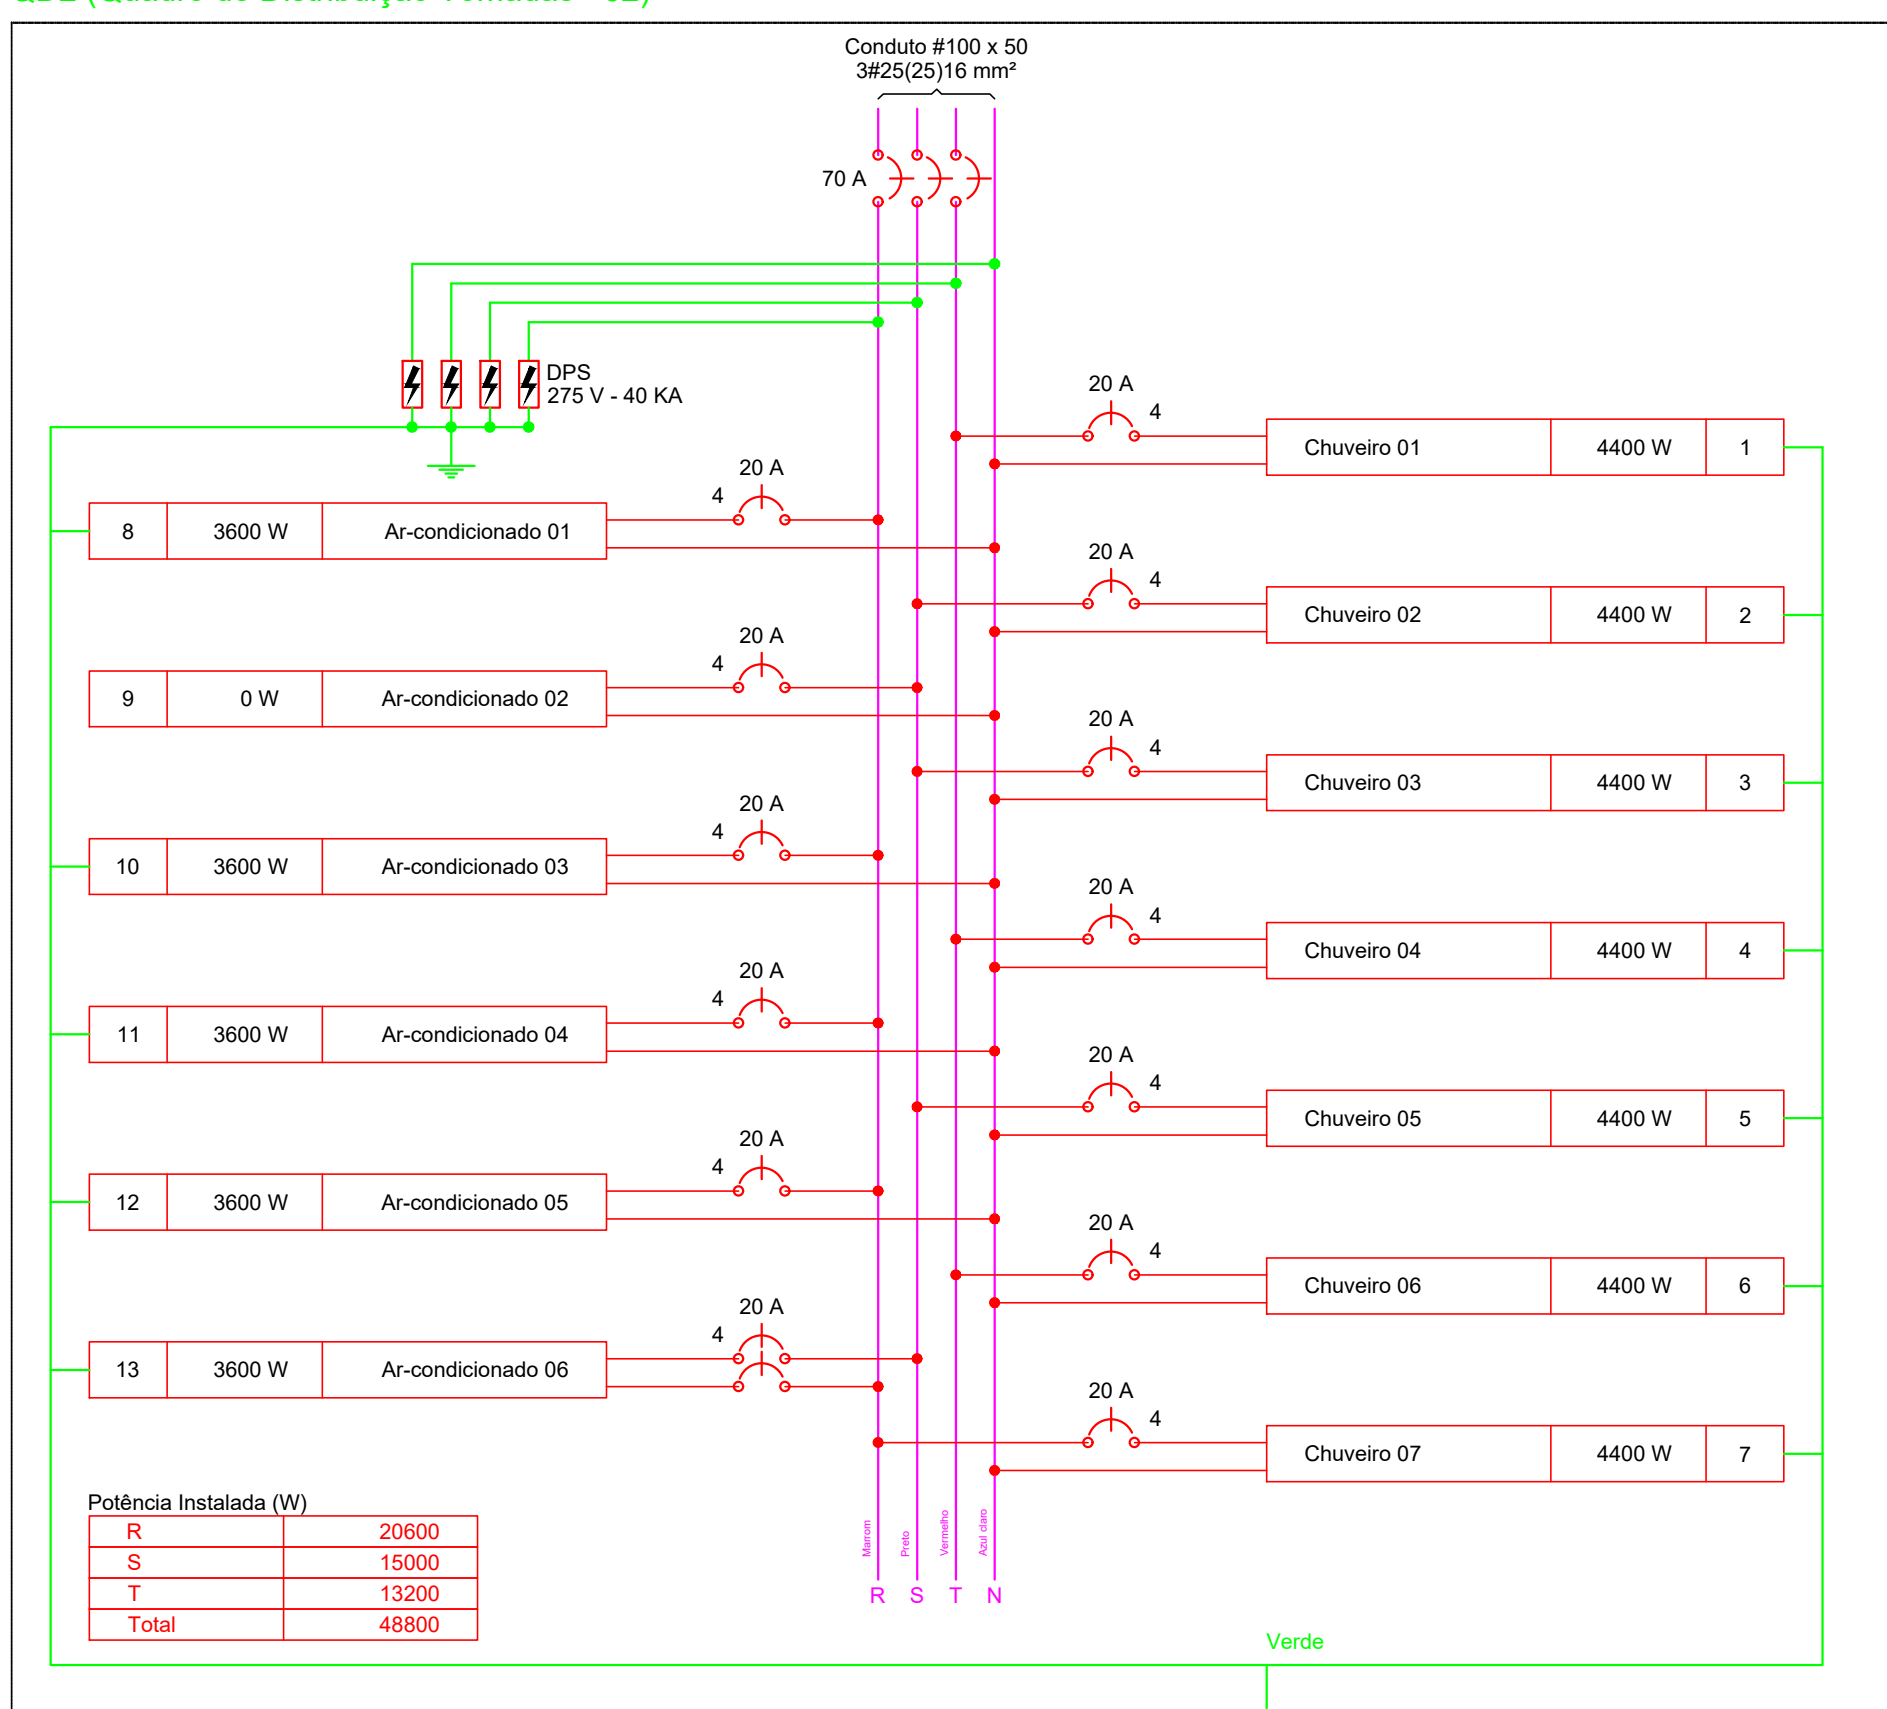 Conduto #100 x 50
3#25(25)16 mm²
70 A
DPS
275 V - 40 KA
20 A
4
Chuveiro 01 4400 W 1
20 A
4
8 3600 W Ar-condicionado 01
20 A
4
Chuveiro 02 4400 W 2
20 A
4
9 0 W Ar-condicionado 02
20 A
4
Chuveiro 03 4400 W 3
20 A
4
10 3600 W Ar-condicionado 03
20 A
4
Chuveiro 04 4400 W 4
20 A
4
11 3600 W Ar-condicionado 04
20 A
4
Chuveiro 05 4400 W 5
20 A
4
12 3600 W Ar-condicionado 05
20 A
4
Chuveiro 06 4400 W 6
20 A
4
13 3600 W Ar-condicionado 06
20 A
4
Chuveiro 07 4400 W 7
Potência Instalada (W)
R 20600
S 15000
T 13200
Total 48800
Marrom
Preto
Vermelho
Azul claro
R S T N
Verde